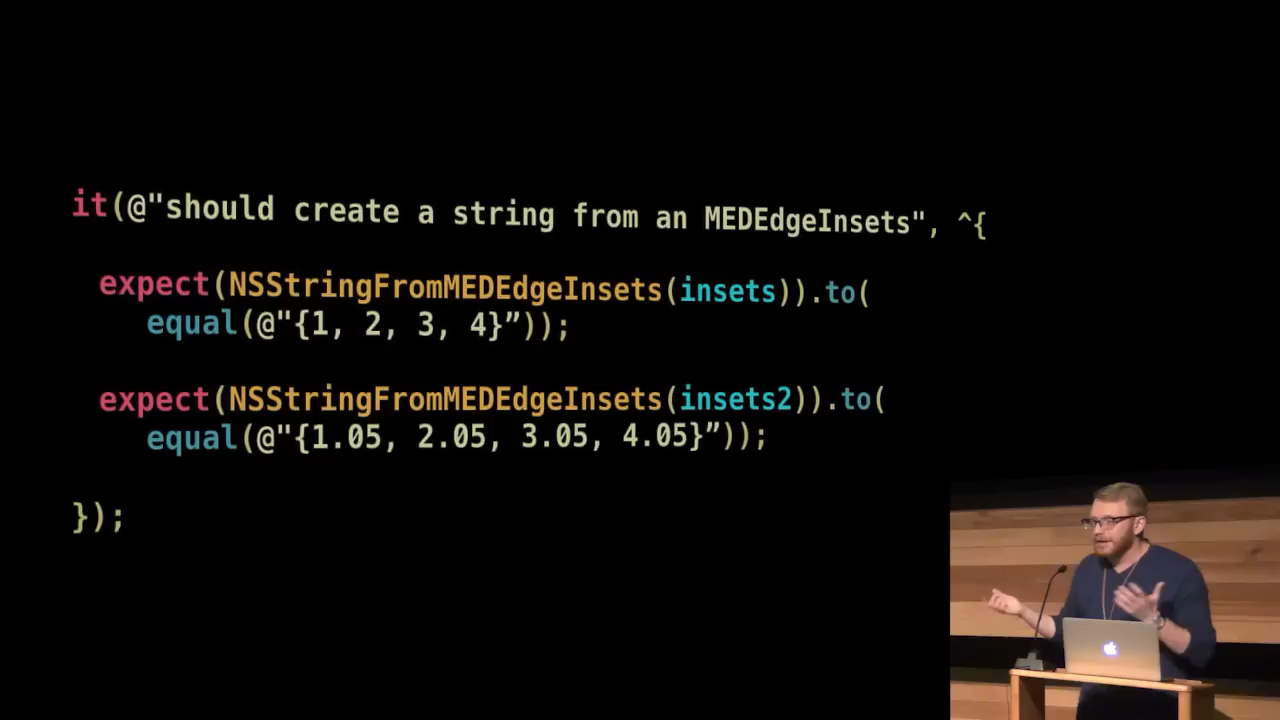 it(@"should create a string from an MEDEdgeInsets", ^{
expect(NSStringFromMEDEdgeInsets(insets)).to(
equal(@"{1, 2, 3, 4}”));
expect(NSStringFromMEDEdgeInsets(insets2)).to(
equal(@"{1.05, 2.05, 3.05, 4.05}”));
});